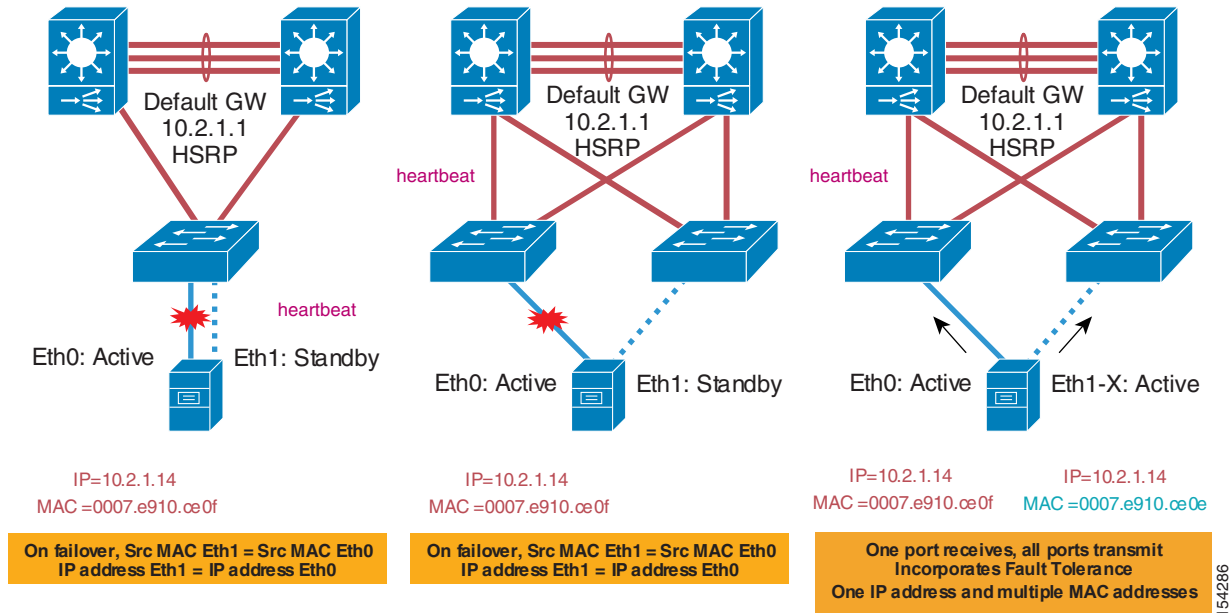 Default GW
10.2.1.1
HSRP
heartbeat
Eth0: Active
Eth1: Standby
IP=10.2.1.14
MAC =0007.e910.ce0f
On failover, Src MAC Eth1 = Src MAC Eth0
IP address Eth1 = IP address Eth0
Default GW
10.2.1.1
HSRP
heartbeat
Eth0: Active
Eth1: Standby
IP=10.2.1.14
MAC =0007.e910.ce0f
On failover, Src MAC Eth1 = Src MAC Eth0
IP address Eth1 = IP address Eth0
Default GW
10.2.1.1
HSRP
heartbeat
Eth0: Active
Eth1-X: Active
IP=10.2.1.14
MAC =0007.e910.ce0f
IP=10.2.1.14
MAC =0007.e910.ce0e
One port receives, all ports transmit
Incorporates Fault Tolerance
One IP address and multiple MAC addresses
154286